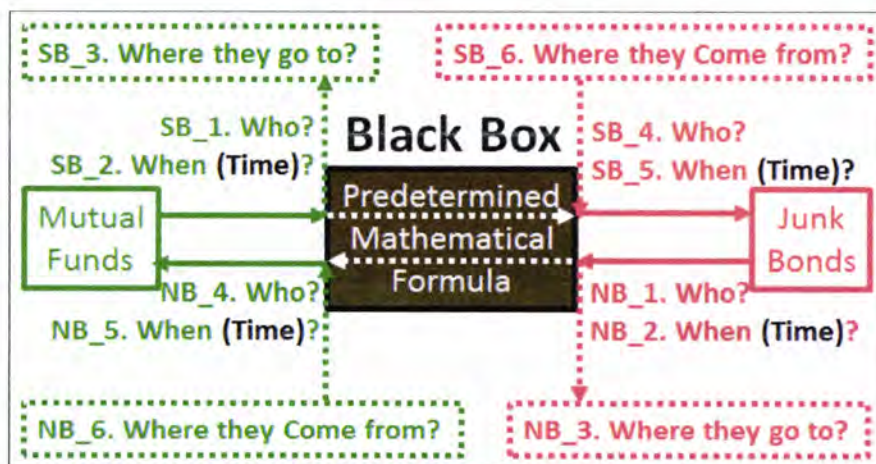 SB_3. Where they go to?
SB_6. Where they Come from?
SB_1. Who?
SB_2. When (Time)?
Black Box
SB_4. Who?
SB_5. When (Time)?
Mutual
Funds
Predetermined
Mathematical
Formula
Junk
Bonds
NB_4. Who?
NB_5. When (Time)?
NB_1. Who?
NB_2. When (Time)?
NB_6. Where they Come from?
NB_3. Where they go to?